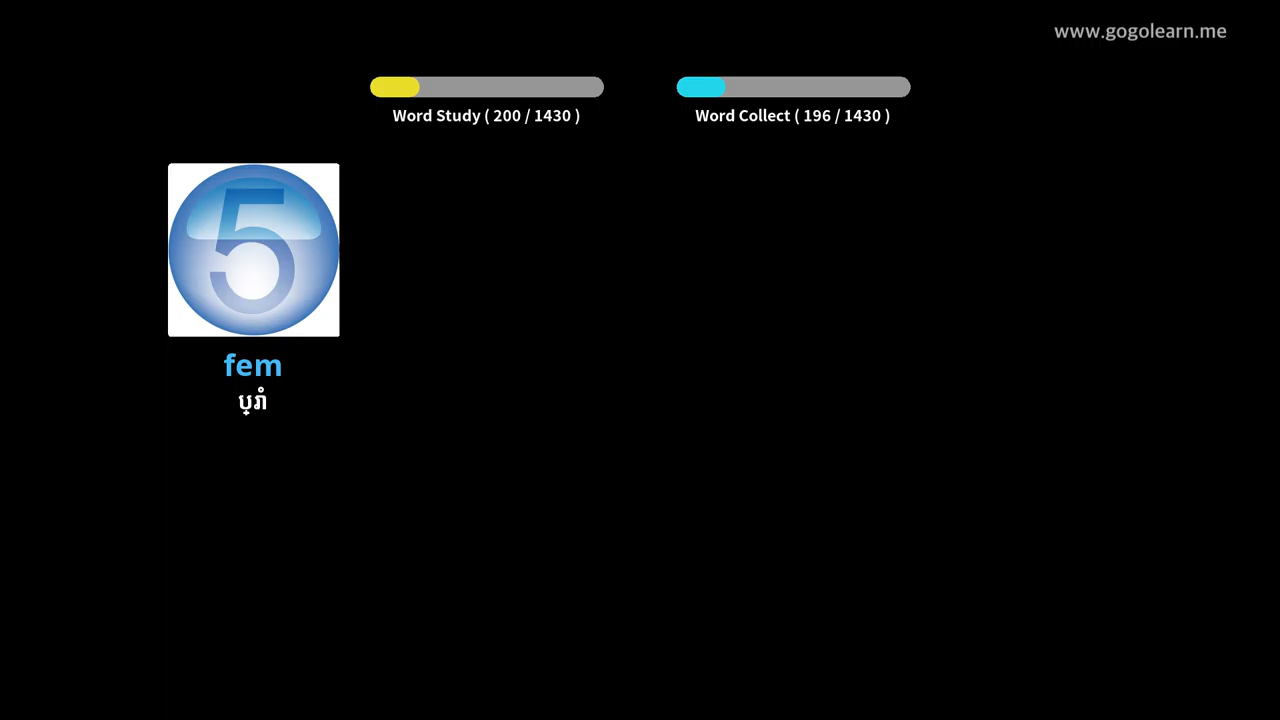 www.gogolearn.me
Word Study ( 200 / 1430 )
Word Collect ( 196 / 1430 )
5
fem
ប្រាំ